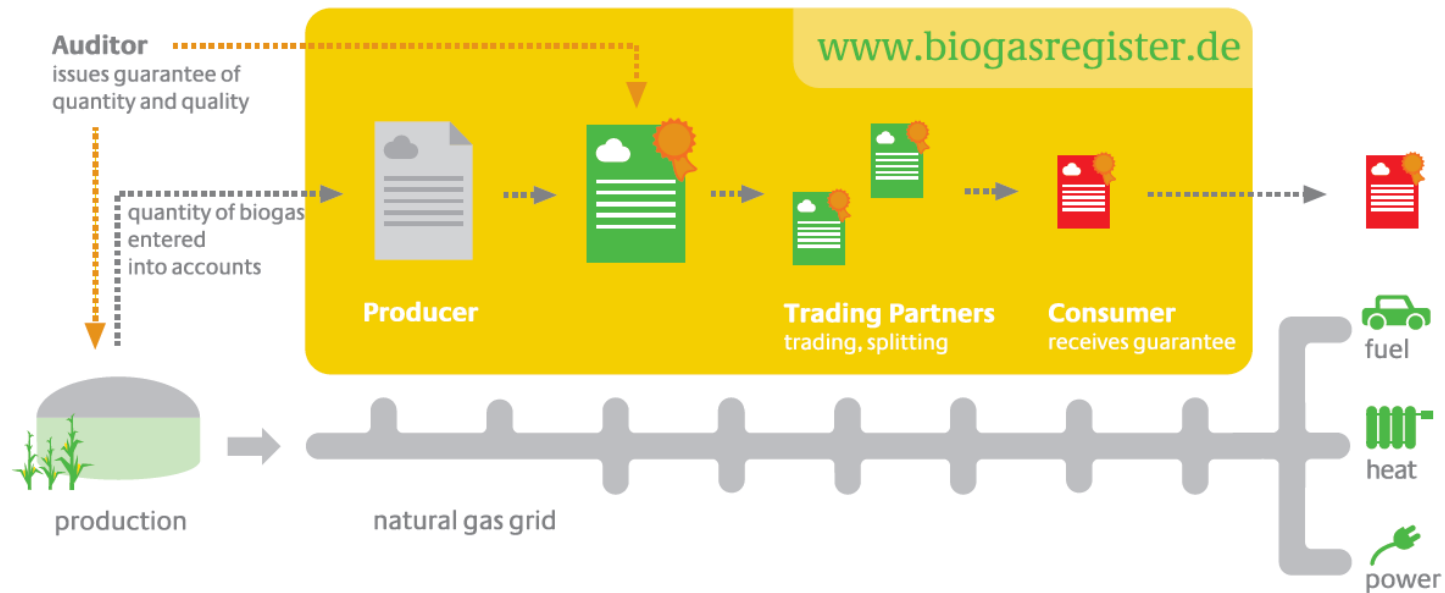 Auditor
issues guarantee of
quantity and quality
www.biogasregister.de
quantity of biogas
entered
into accounts
Producer
Trading Partners
trading, splitting
Consumer
receives guarantee
fuel
heat
power
production
natural gas grid